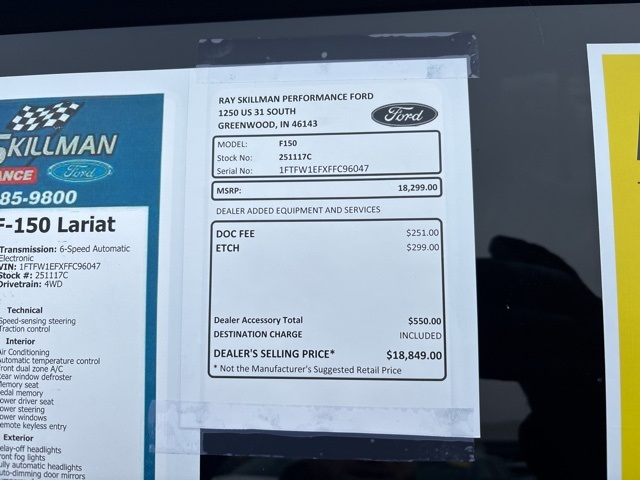 SKILLMAN
ANCE
Ford
85-9800
F-150 Lariat
Transmission: 6-Speed Automatic
Electronic
VIN: 1FTFW1EFXFFC96047
Stock #: 251117C
Drivetrain: 4WD
Technical
Speed-sensing steering
Traction control
Interior
Air Conditioning
Automatic temperature control
Front dual zone A/C
Rear window defroster
Memory seat
Pedal memory
Power driver seat
Power steering
Power windows
Remote keyless entry
Exterior
Delay-off headlights
Front fog lights
Fully automatic headlights
Auto-dimming door mirrors
RAY SKILLMAN PERFORMANCE FORD
1250 US 31 SOUTH
GREENWOOD, IN 46143
Ford
MODEL: F150
Stock No: 251117C
Serial No: 1FTFW1EFXFFC96047
MSRP: 18,299.00
DEALER ADDED EQUIPMENT AND SERVICES
DOC FEE $251.00
ETCH $299.00
Dealer Accessory Total $550.00
DESTINATION CHARGE INCLUDED
DEALER'S SELLING PRICE* $18,849.00
* Not the Manufacturer's Suggested Retail Price